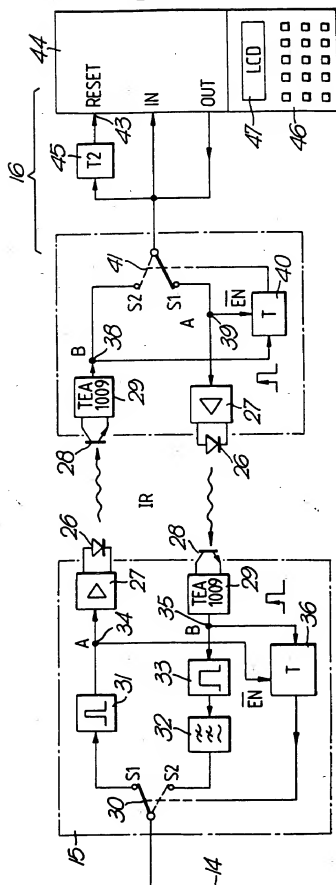 16
44
RESET
43
45
T2
IN
OUT
LCD
47
46
41
S2
S1
38
B
A
39
EN
40
T
TEA
1009
29
28
27
26
IR
26
27
28
TEA
1009
29
34
A
35
B
31
33
32
EN
36
T
30
S1
S2
15
14